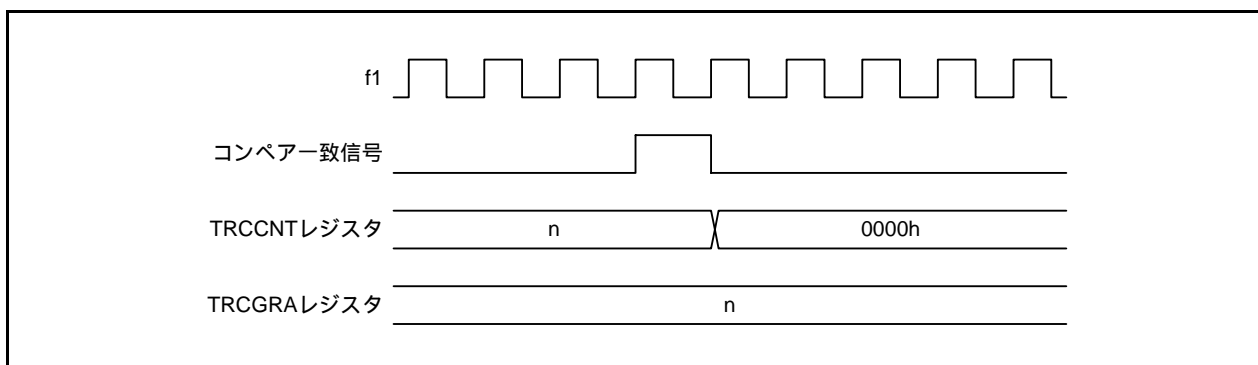 f1
コンペア一致信号
TRCCNTレジスタ
n
0000h
TRCGRAレジスタ
n